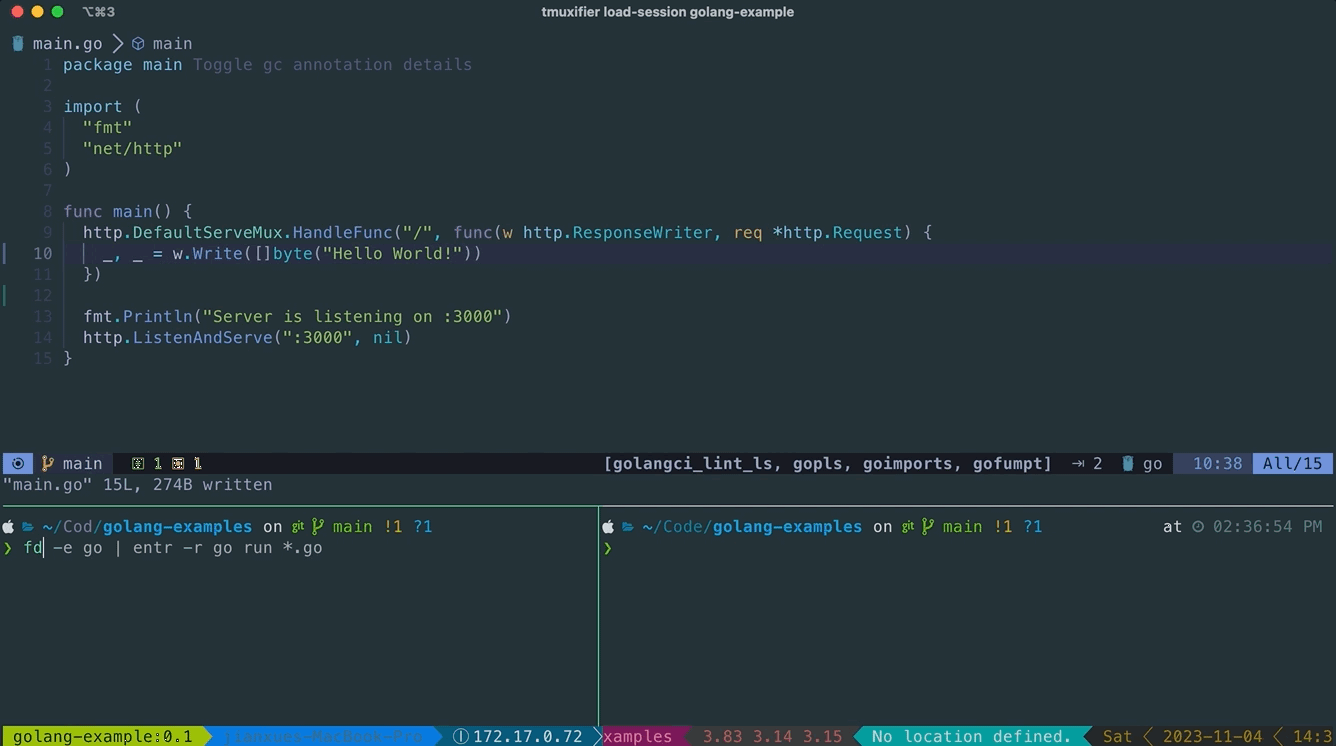 ⌥⌘3 tmuxifier load-session golang-example
main.go main
1 package main Toggle gc annotation details
2
3 import (
4 "fmt"
5 "net/http"
6 )
7
8 func main() {
9 http.DefaultServeMux.HandleFunc("/", func(w http.ResponseWriter, req *http.Request) {
10 _, _ = w.Write([]byte("Hello World!"))
11 })
12
13 fmt.Println("Server is listening on :3000")
14 http.ListenAndServe(":3000", nil)
15 }
main 1 1 [golangci_lint_ls, gopls, goimports, gofumpt] 2 go 10:38 All/15
"main.go" 15L, 274B written
~/Cod/golang-examples on git main !1 ?1
❯ fd -e go | entr -r go run *.go
~/Code/golang-examples on git main !1 ?1 at 02:36:54 PM
❯
golang-example:0.1 jianxues-MacBook-Pro 172.17.0.72 xamples 3.83 3.14 3.15 No location defined. Sat 2023-11-04 14:3